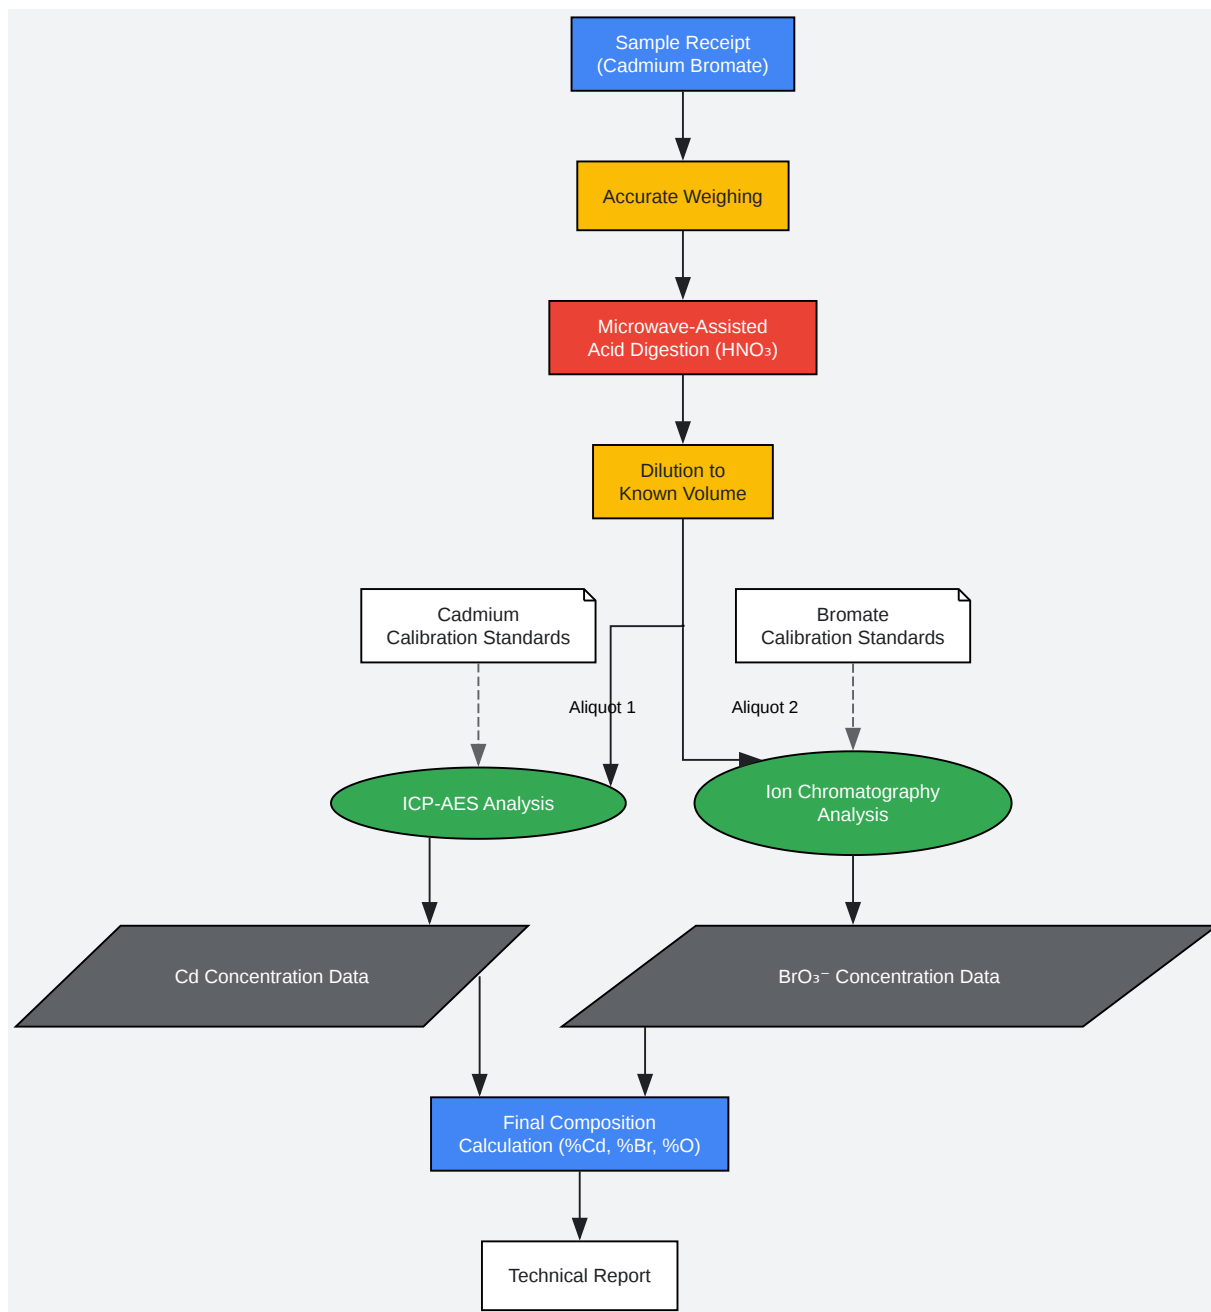 Sample Receipt
(Cadmium Bromate)
Accurate Weighing
Microwave-Assisted
Acid Digestion (HNO₃)
Dilution to
Known Volume
Cadmium
Calibration Standards
Bromate
Calibration Standards
Aliquot 1
Aliquot 2
ICP-AES Analysis
Ion Chromatography
Analysis
Cd Concentration Data
BrO₃⁻ Concentration Data
Final Composition
Calculation (%Cd, %Br, %O)
Technical Report